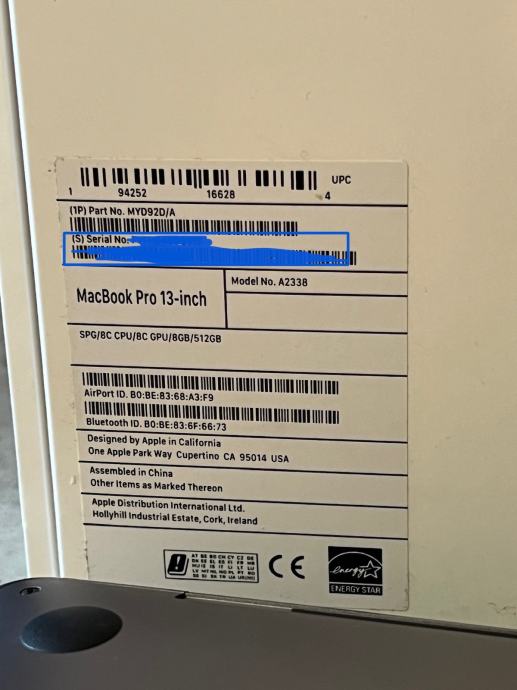 1 94252 16628 4 UPC
(1P) Part No. MYD92D/A
(S) Serial No.
MacBook Pro 13-inch
Model No. A2338
SPG/8C CPU/8C GPU/8GB/512GB
AirPort ID. B0:BE:83:68:A3:F9
Bluetooth ID. B0:BE:83:6F:66:73
Designed by Apple in California
One Apple Park Way Cupertino CA 95014 USA
Assembled in China
Other Items as Marked Thereon
Apple Distribution International Ltd.
Hollyhill Industrial Estate, Cork, Ireland
CE
energy
ENERGY STAR